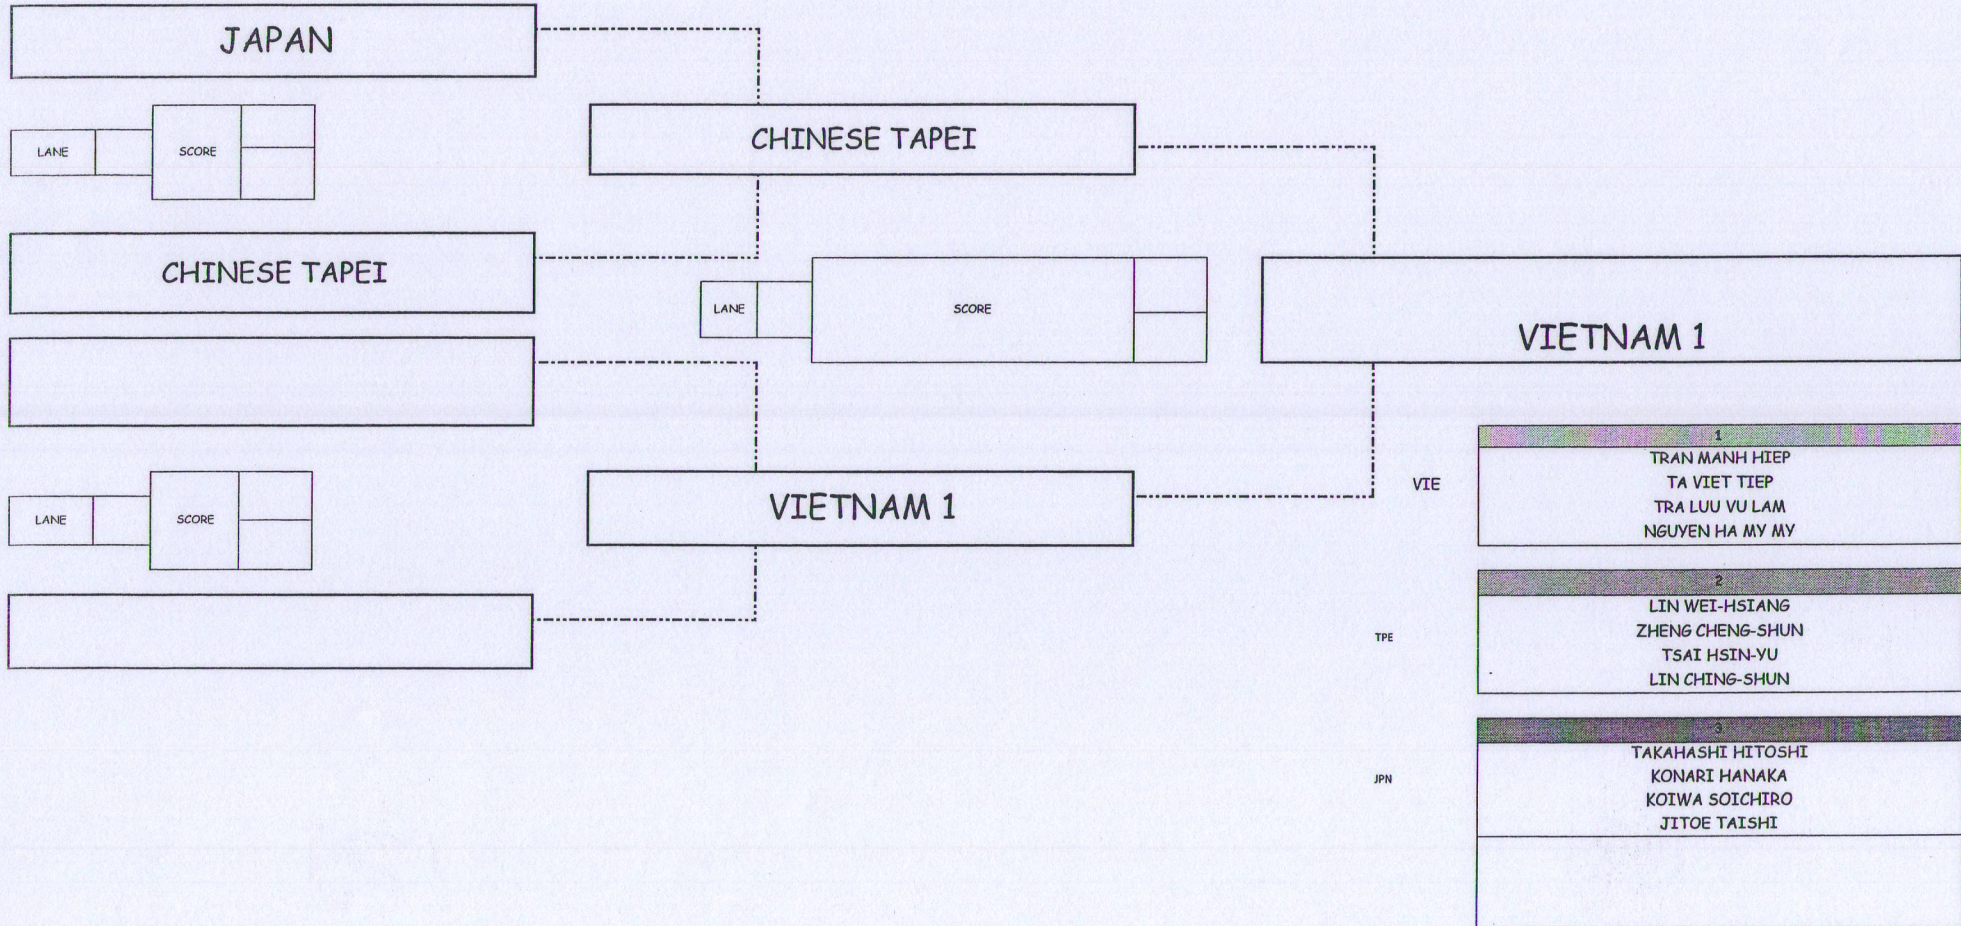 JAPAN
LANE
SCORE
CHINESE TAPEI
CHINESE TAPEI
LANE
SCORE
VIETNAM 1
LANE
SCORE
VIETNAM 1
VIE
1
TRAN MANH HIEP
TA VIET TIEP
TRA LUU VU LAM
NGUYEN HA MY MY
TPE
2
LIN WEI-HSIANG
ZHENG CHENG-SHUN
TSAI HSIN-YU
LIN CHING-SHUN
JPN
3
TAKAHASHI HITOSHI
KONARI HANAKA
KOIWA SOICHIRO
JITOE TAISHI